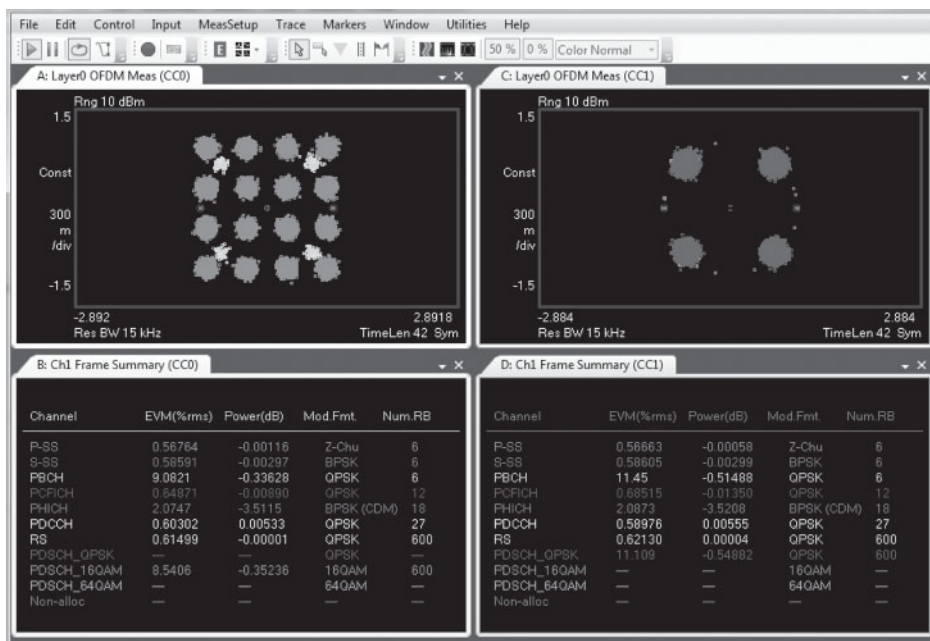 File Edit Control Input MeasSetup Trace Markers Window Utilities Help
E 50 % 0 % Color Normal
A: Layer0 OFDM Meas (CC0)
Rng 10 dBm
1.5
Const
300
m
/div
-1.5
-2.892 2.8918
Res BW 15 kHz TimeLen 42 Sym
C: Layer0 OFDM Meas (CC1)
Rng 10 dBm
1.5
Const
300
m
/div
-1.5
-2.884 2.884
Res BW 15 kHz TimeLen 42 Sym
B: Ch1 Frame Summary (CC0)
Channel EVM(%rms) Power(dB) Mod.Fmt. Num.RB
P-SS 0.56764 -0.00116 Z-Chu 6
S-SS 0.58591 -0.00297 BPSK 6
PBCH 9.0821 -0.33628 QPSK 6
PCFICH 0.64871 -0.00890 QPSK 12
PHICH 2.0747 -3.5115 BPSK (CDM) 18
PDCCH 0.60302 0.00533 QPSK 27
RS 0.61499 -0.00001 QPSK 600
PDSCH_QPSK — — QPSK —
PDSCH_16QAM 8.5406 -0.35236 16QAM 600
PDSCH_64QAM — — 64QAM —
Non-alloc — — — —
D: Ch1 Frame Summary (CC1)
Channel EVM(%rms) Power(dB) Mod.Fmt. Num.RB
P-SS 0.56663 -0.00058 Z-Chu 6
S-SS 0.58605 -0.00299 BPSK 6
PBCH 11.45 -0.51488 QPSK 6
PCFICH 0.68515 -0.01350 QPSK 12
PHICH 2.0873 -3.5208 BPSK (CDM) 18
PDCCH 0.58976 0.00555 QPSK 27
RS 0.62130 0.00004 QPSK 600
PDSCH_QPSK 11.109 -0.54882 QPSK 600
PDSCH_16QAM — — 16QAM —
PDSCH_64QAM — — 64QAM —
Non-alloc — — — —